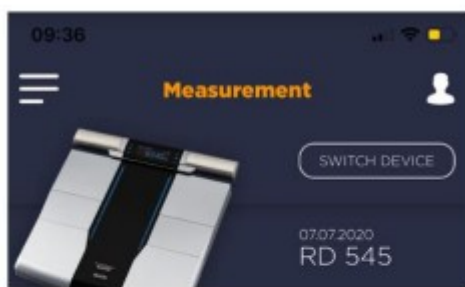 09:36
Measurement
SWITCH DEVICE
07.07.2020
RD 545